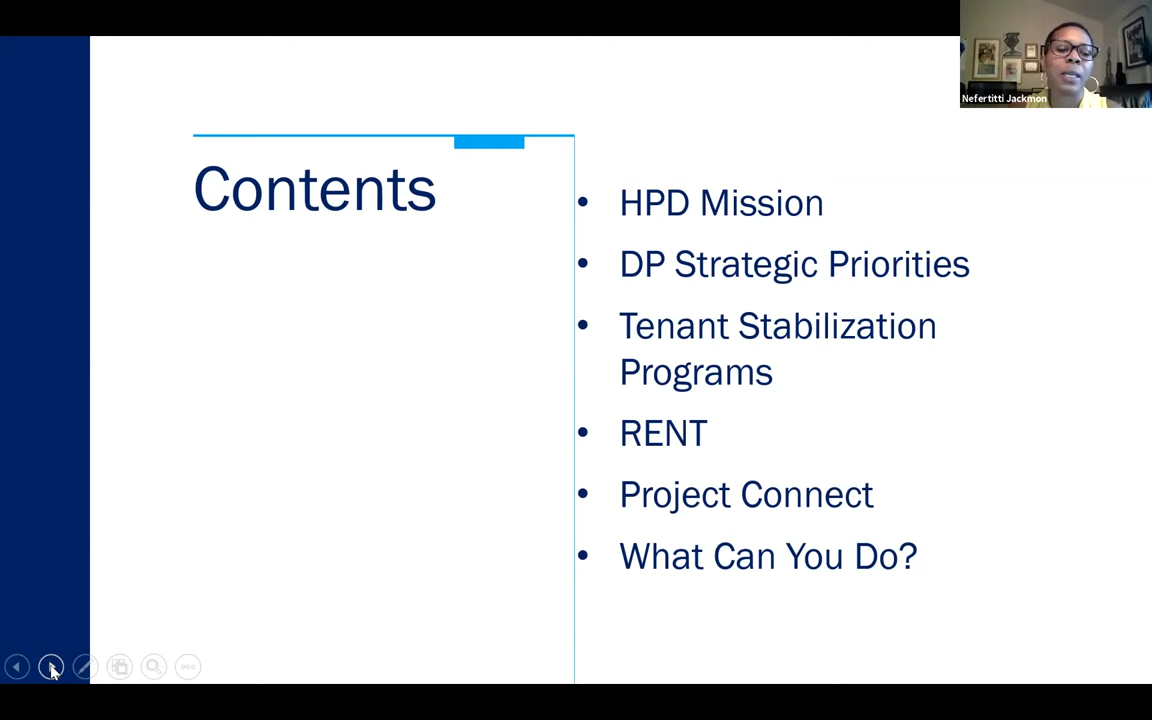 Nefertitti Jackmon
Contents
• HPD Mission
• DP Strategic Priorities
• Tenant Stabilization
Programs
• RENT
• Project Connect
• What Can You Do?